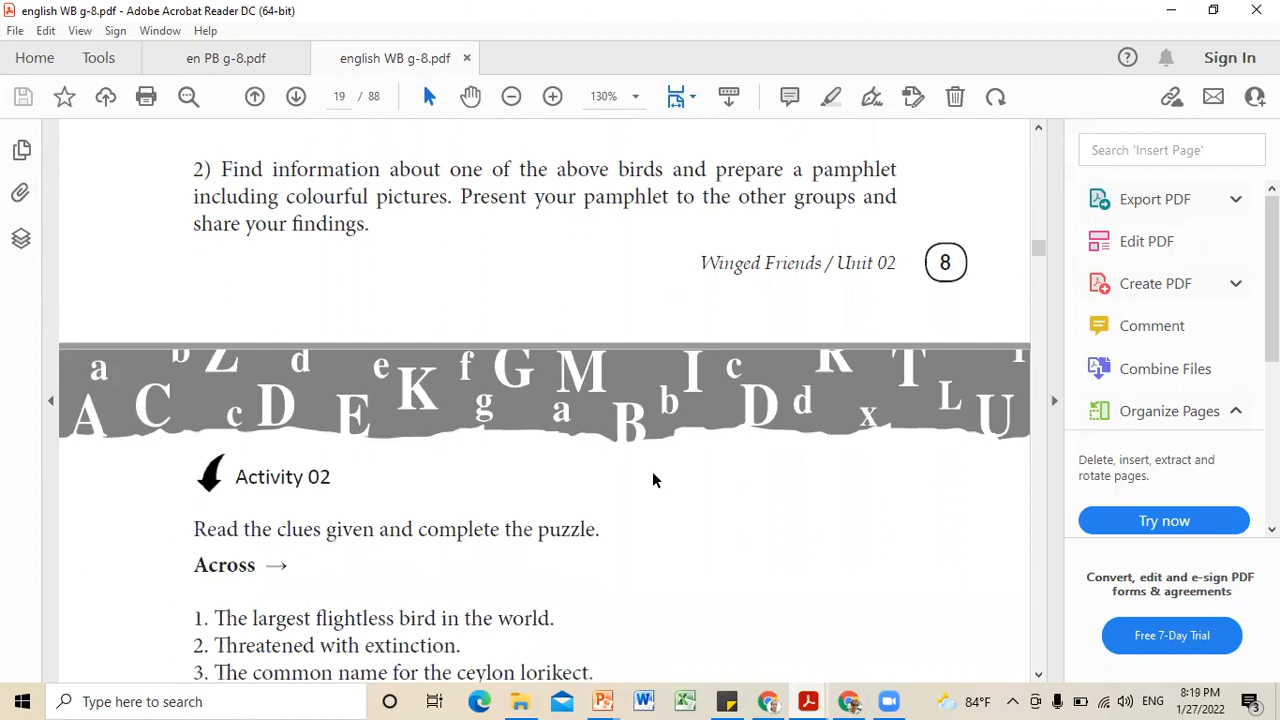 english WB g-8.pdf - Adobe Acrobat Reader DC (64-bit)
File Edit View Sign Window Help
Home Tools en PB g-8.pdf english WB g-8.pdf × Sign In
19 / 88 130%
2) Find information about one of the above birds and prepare a pamphlet
including colourful pictures. Present your pamphlet to the other groups and
share your findings.
Winged Friends / Unit 02 8
a b Z d e K f G M I c R T
A C c D E g a B b D d x L U
Activity 02
Read the clues given and complete the puzzle.
Across →
1. The largest flightless bird in the world.
2. Threatened with extinction.
3. The common name for the ceylon lorikect.
Search 'Insert Page'
Export PDF
Edit PDF
Create PDF
Comment
Combine Files
Organize Pages
Delete, insert, extract and
rotate pages.
Try now
Convert, edit and e-sign PDF
forms & agreements
Free 7-Day Trial
Type here to search
84°F ENG 8:19 PM
1/27/2022 3